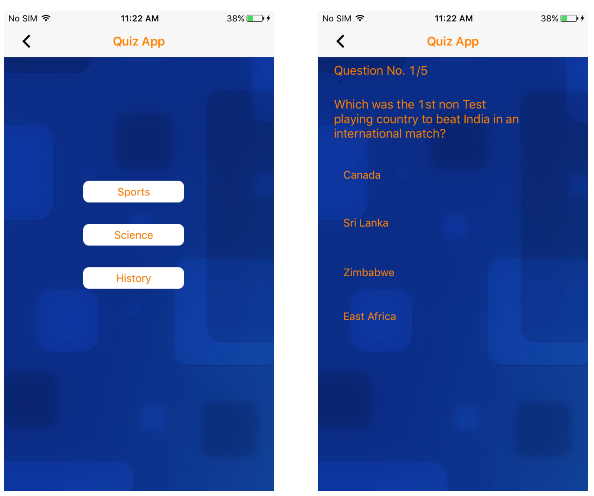 No SIM 11:22 AM 38%
Quiz App
Sports
Science
History
No SIM 11:22 AM 38%
Quiz App
Question No. 1/5
Which was the 1st non Test
playing country to beat India in an
international match?
Canada
Sri Lanka
Zimbabwe
East Africa